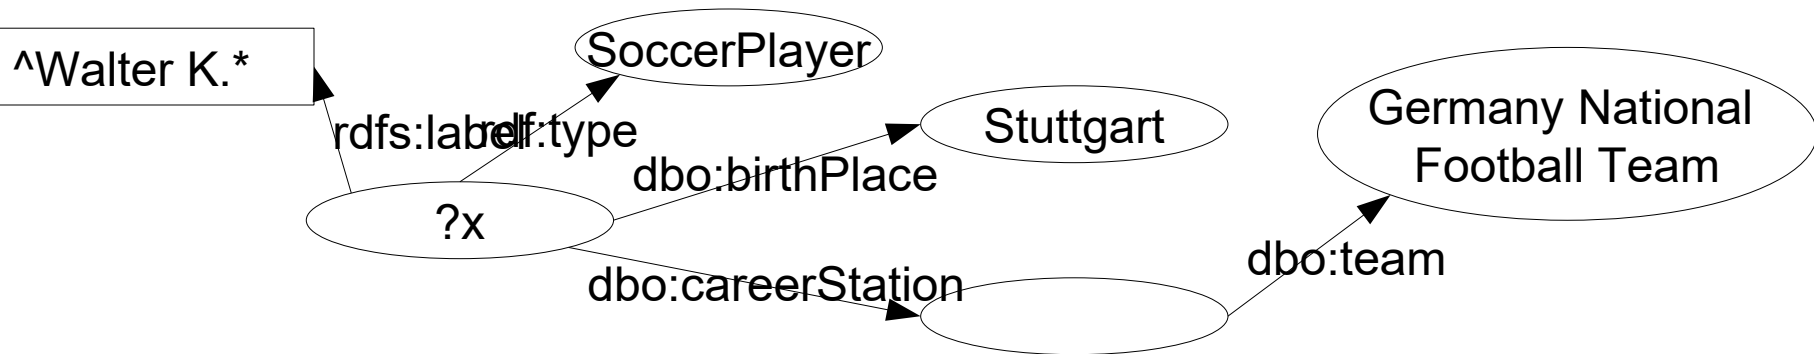 ^Walter K.*
SoccerPlayer
rdfs:label
rdf:type
Stuttgart
Germany National
Football Team
dbo:birthPlace
?x
dbo:careerStation
dbo:team